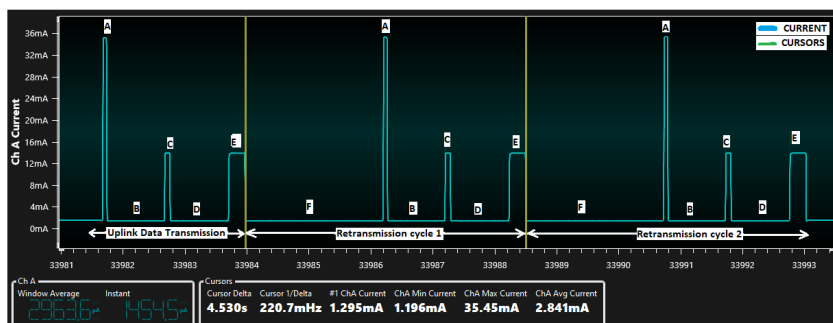 A A A
CURRENT
CURSORS
36mA
32mA
28mA
24mA
20mA
16mA
12mA
8mA
4mA
0mA
Ch A Current
C E C E C E
B D F B D F B D
Uplink Data Transmission Retransmission cycle 1 Retransmission cycle 2
33981 33982 33983 33984 33985 33986 33987 33988 33989 33990 33991 33992 33993
Ch A Cursors
Window Average Instant Cursor Delta Cursor 1/Delta #1 ChA Current ChA Min Current ChA Max Current ChA Avg Current
4.530s 220.7mHz 1.295mA 1.196mA 35.45mA 2.841mA